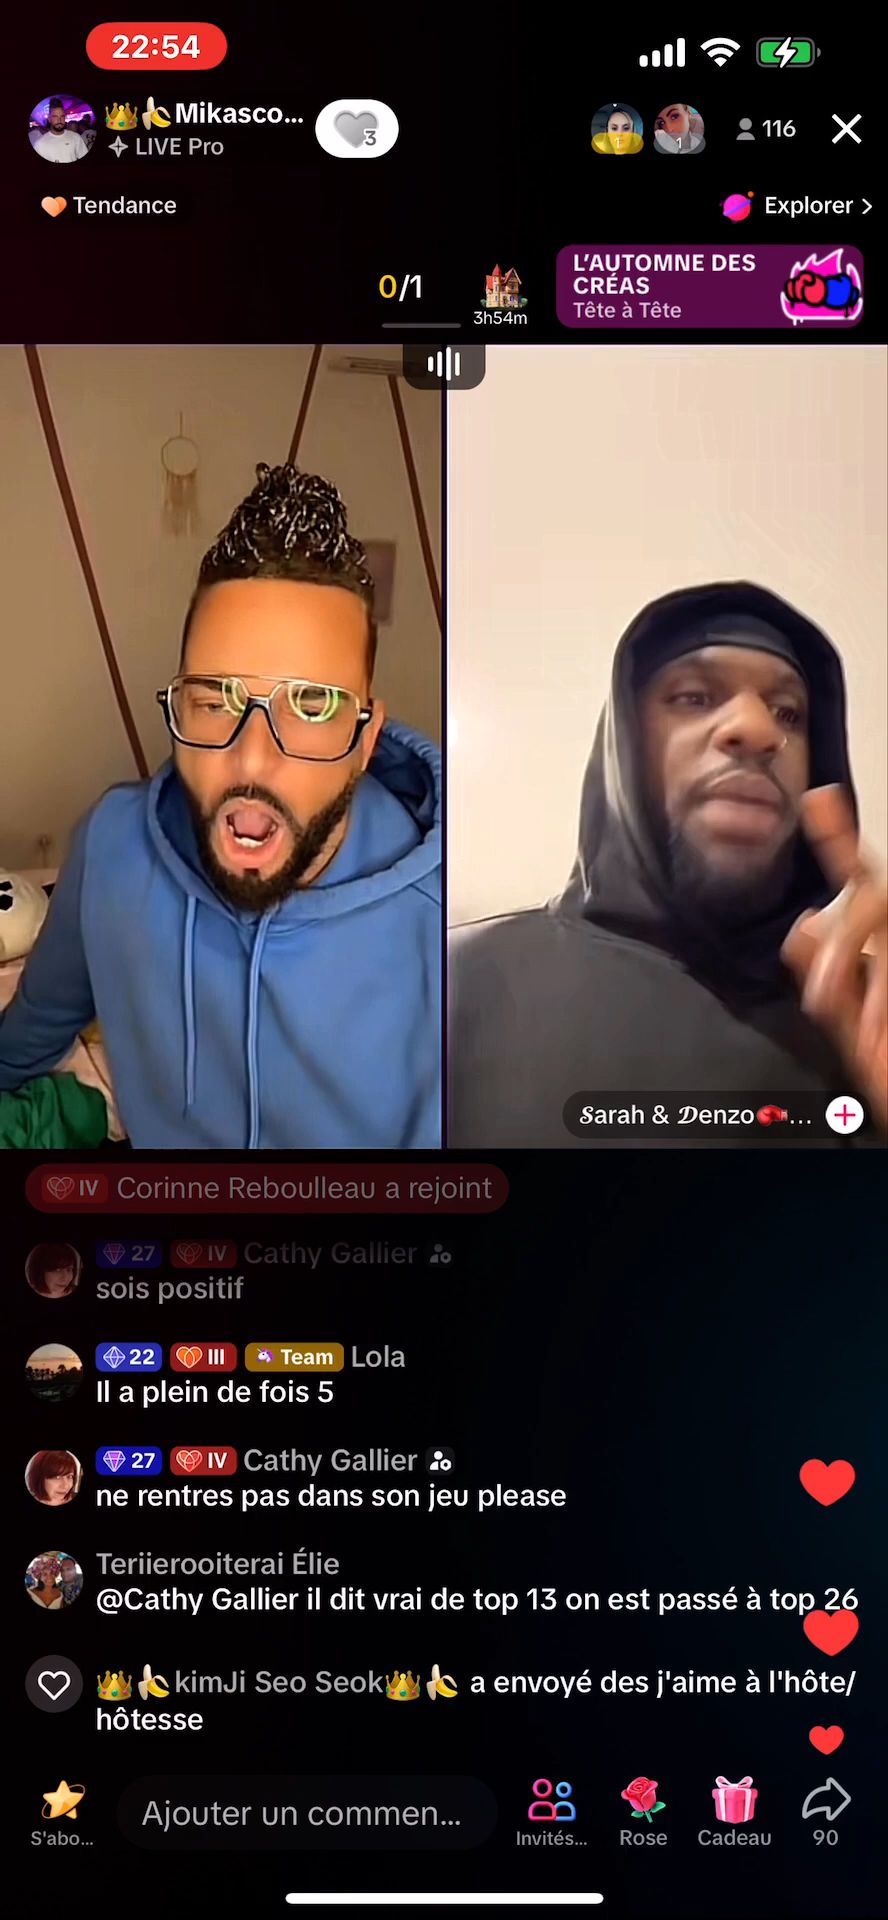 22:54
Mikasco...
3
LIVE Pro
1
1
116
Tendance
Explorer >
0/1
3h54m
L'AUTOMNE DES
CRÉAS
Tête à Tête
Sarah & Denzo🥊...
IV Corinne Reboulleau a rejoint
27 IV Cathy Gallier
sois positif
22 III Team Lola
Il a plein de fois 5
27 IV Cathy Gallier
ne rentres pas dans son jeu please
Teriierooiterai Élie
@Cathy Gallier il dit vrai de top 13 on est passé à top 26
👑🍌kimJi Seo Seok👑🍌 a envoyé des j'aime à l'hôte/
hôtesse
Ajouter un commen...
S'abo...
Invités...
Rose
Cadeau
90